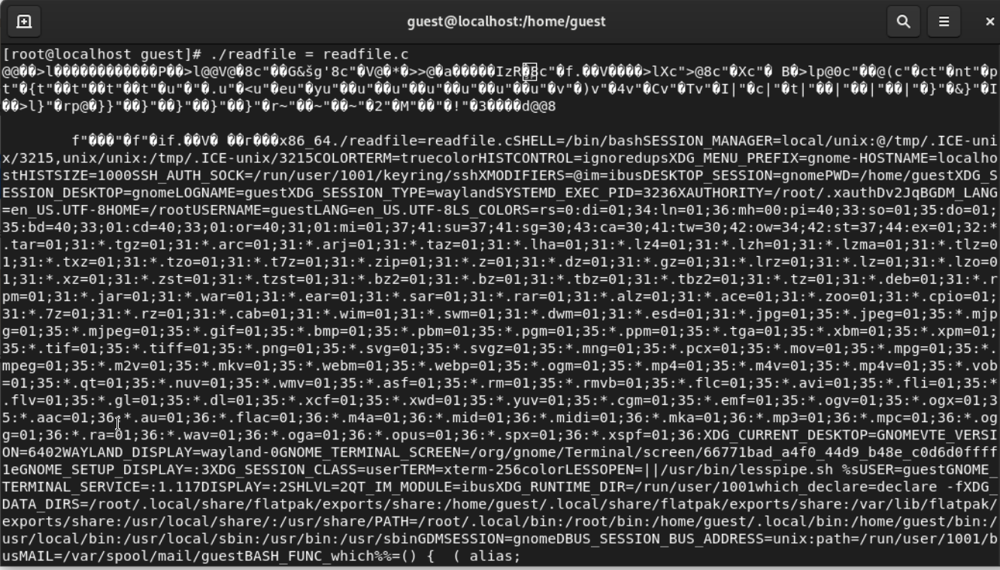 guest@localhost:/home/guest
[root@localhost guest]# ./readfile = readfile.c
@@��>l������������P��>l@@V@�8c"��G&šg'8c"�V@�*�>>@�a�����IzR�8c"�f.��V����>lXc">@8c"�Xc"� B�>lp@0c"��@(c"�ct"�nt"�p
t"�{t"��t"��t"��t"�u"�"�.u"�<u"�eu"�yu"��u"��u"��u"��u"��u"��u"�v"�)v"�4v"�Cv"�Tv"�I|"�c|"�t|"��|"��|"��|"�}"�&}"�I
��>l}"�rp@�}}"��}"��}"��}"��}"�r~"��~"��~"�2"�M"��"�!"�3����d@@8
f"���"�f"�if.��V� ��r���x86_64./readfile=readfile.cSHELL=/bin/bashSESSION_MANAGER=local/unix:@/tmp/.ICE-uni
x/3215,unix/unix:/tmp/.ICE-unix/3215COLORTERM=truecolorHISTCONTROL=ignoredupsXDG_MENU_PREFIX=gnome-HOSTNAME=localho
stHISTSIZE=1000SSH_AUTH_SOCK=/run/user/1001/keyring/sshXMODIFIERS=@im=ibusDESKTOP_SESSION=gnomePWD=/home/guestXDG_S
ESSION_DESKTOP=gnomeLOGNAME=guestXDG_SESSION_TYPE=waylandSYSTEMD_EXEC_PID=3236XAUTHORITY=/root/.xauthDv2JqBGDM_LANG
=en_US.UTF-8HOME=/rootUSERNAME=guestLANG=en_US.UTF-8LS_COLORS=rs=0:di=01;34:ln=01;36:mh=00:pi=40;33:so=01;35:do=01;
35:bd=40;33;01:cd=40;33;01:or=40;31;01:mi=01;37;41:su=37;41:sg=30;43:ca=30;41:tw=30;42:ow=34;42:st=37;44:ex=01;32:*
.tar=01;31:*.tgz=01;31:*.arc=01;31:*.arj=01;31:*.taz=01;31:*.lha=01;31:*.lz4=01;31:*.lzh=01;31:*.lzma=01;31:*.tlz=0
1;31:*.txz=01;31:*.tzo=01;31:*.t7z=01;31:*.zip=01;31:*.z=01;31:*.dz=01;31:*.gz=01;31:*.lrz=01;31:*.lz=01;31:*.lzo=0
1;31:*.xz=01;31:*.zst=01;31:*.tzst=01;31:*.bz2=01;31:*.bz=01;31:*.tbz=01;31:*.tbz2=01;31:*.tz=01;31:*.deb=01;31:*.r
pm=01;31:*.jar=01;31:*.war=01;31:*.ear=01;31:*.sar=01;31:*.rar=01;31:*.alz=01;31:*.ace=01;31:*.zoo=01;31:*.cpio=01;
31:*.7z=01;31:*.rz=01;31:*.cab=01;31:*.wim=01;31:*.swm=01;31:*.dwm=01;31:*.esd=01;31:*.jpg=01;35:*.jpeg=01;35:*.mjp
g=01;35:*.mjpeg=01;35:*.gif=01;35:*.bmp=01;35:*.pbm=01;35:*.pgm=01;35:*.ppm=01;35:*.tga=01;35:*.xbm=01;35:*.xpm=01;
35:*.tif=01;35:*.tiff=01;35:*.png=01;35:*.svg=01;35:*.svgz=01;35:*.mng=01;35:*.pcx=01;35:*.mov=01;35:*.mpg=01;35:*.
mpeg=01;35:*.m2v=01;35:*.mkv=01;35:*.webm=01;35:*.webp=01;35:*.ogm=01;35:*.mp4=01;35:*.m4v=01;35:*.mp4v=01;35:*.vob
=01;35:*.qt=01;35:*.nuv=01;35:*.wmv=01;35:*.asf=01;35:*.rm=01;35:*.rmvb=01;35:*.flc=01;35:*.avi=01;35:*.fli=01;35:*
.flv=01;35:*.gl=01;35:*.dl=01;35:*.xcf=01;35:*.xwd=01;35:*.yuv=01;35:*.cgm=01;35:*.emf=01;35:*.ogv=01;35:*.ogx=01;3
5:*.aac=01;36:*.au=01;36:*.flac=01;36:*.m4a=01;36:*.mid=01;36:*.midi=01;36:*.mka=01;36:*.mp3=01;36:*.mpc=01;36:*.og
g=01;36:*.ra=01;36:*.wav=01;36:*.oga=01;36:*.opus=01;36:*.spx=01;36:*.xspf=01;36:XDG_CURRENT_DESKTOP=GNOMEVTE_VERSI
ON=6402WAYLAND_DISPLAY=wayland-0GNOME_TERMINAL_SCREEN=/org/gnome/Terminal/screen/66771bad_a4f0_44d9_b48e_c0d6d0ffff
1eGNOME_SETUP_DISPLAY=:3XDG_SESSION_CLASS=userTERM=xterm-256colorLESSOPEN=||/usr/bin/lesspipe.sh %sUSER=guestGNOME_
TERMINAL_SERVICE=:1.117DISPLAY=:2SHLVL=2QT_IM_MODULE=ibusXDG_RUNTIME_DIR=/run/user/1001which_declare=declare -fXDG_
DATA_DIRS=/root/.local/share/flatpak/exports/share:/home/guest/.local/share/flatpak/exports/share:/var/lib/flatpak/
exports/share:/usr/local/share/:/usr/share/PATH=/root/.local/bin:/root/bin:/home/guest/.local/bin:/home/guest/bin:/
usr/local/bin:/usr/local/sbin:/usr/bin:/usr/sbinGDMSESSION=gnomeDBUS_SESSION_BUS_ADDRESS=unix:path=/run/user/1001/b
usMAIL=/var/spool/mail/guestBASH_FUNC_which%%=() {  ( alias;